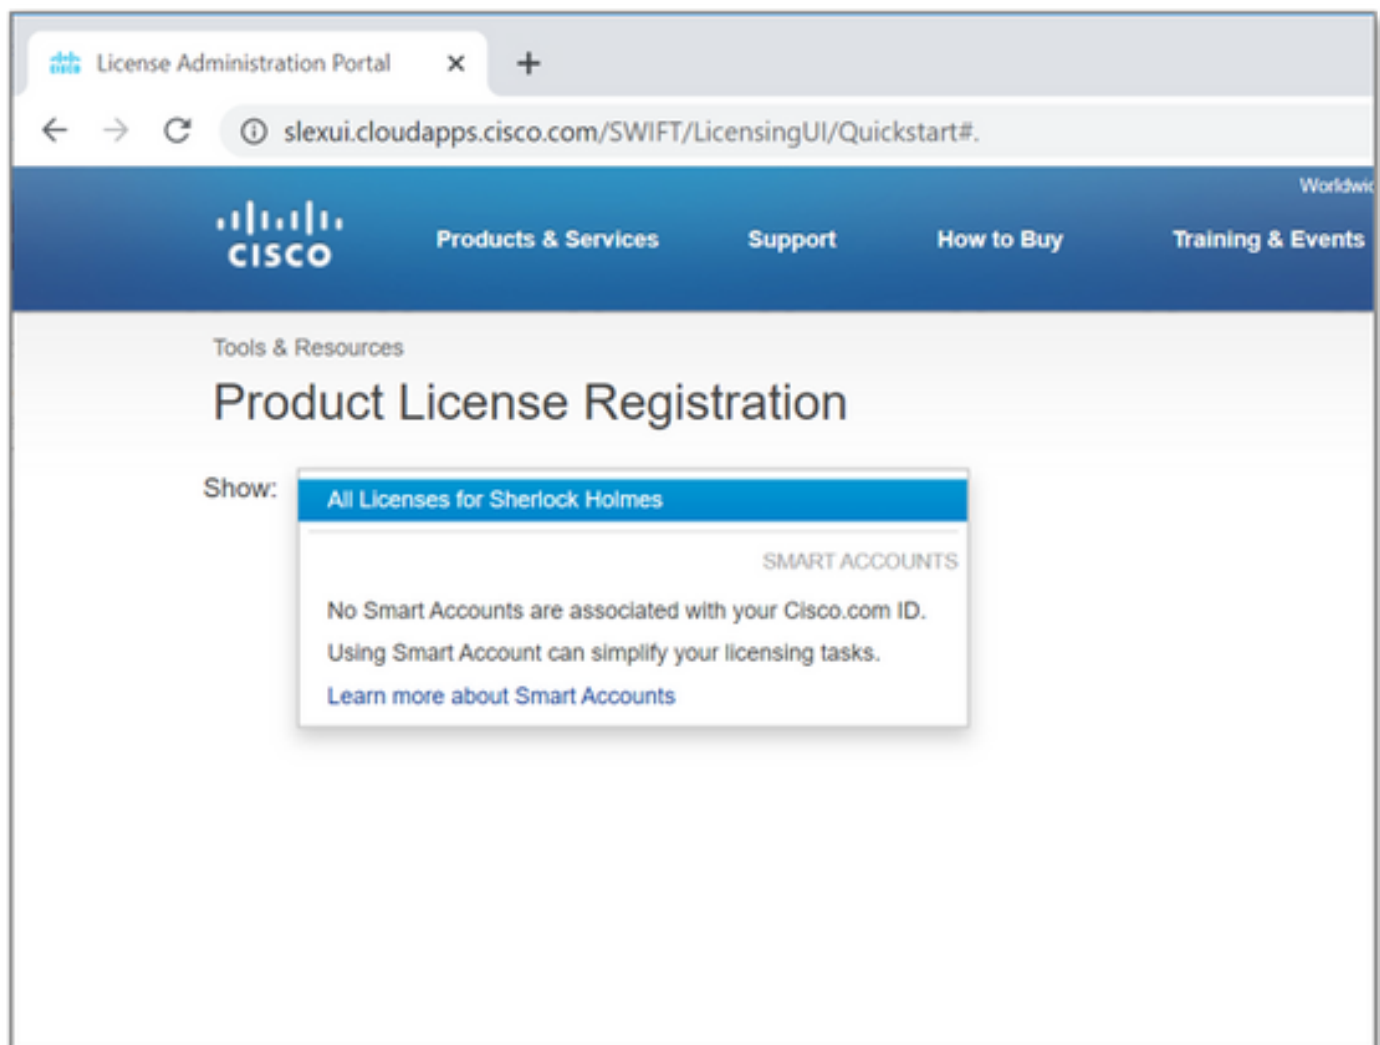 License Administration Portal
slexui.cloudapps.cisco.com/SWIFT/LicensingUI/Quickstart#.
Worldwid
CISCO
Products & Services
Support
How to Buy
Training & Events
Tools & Resources
Product License Registration
Show:
All Licenses for Sherlock Holmes
SMART ACCOUNTS
No Smart Accounts are associated with your Cisco.com ID.
Using Smart Account can simplify your licensing tasks.
Learn more about Smart Accounts